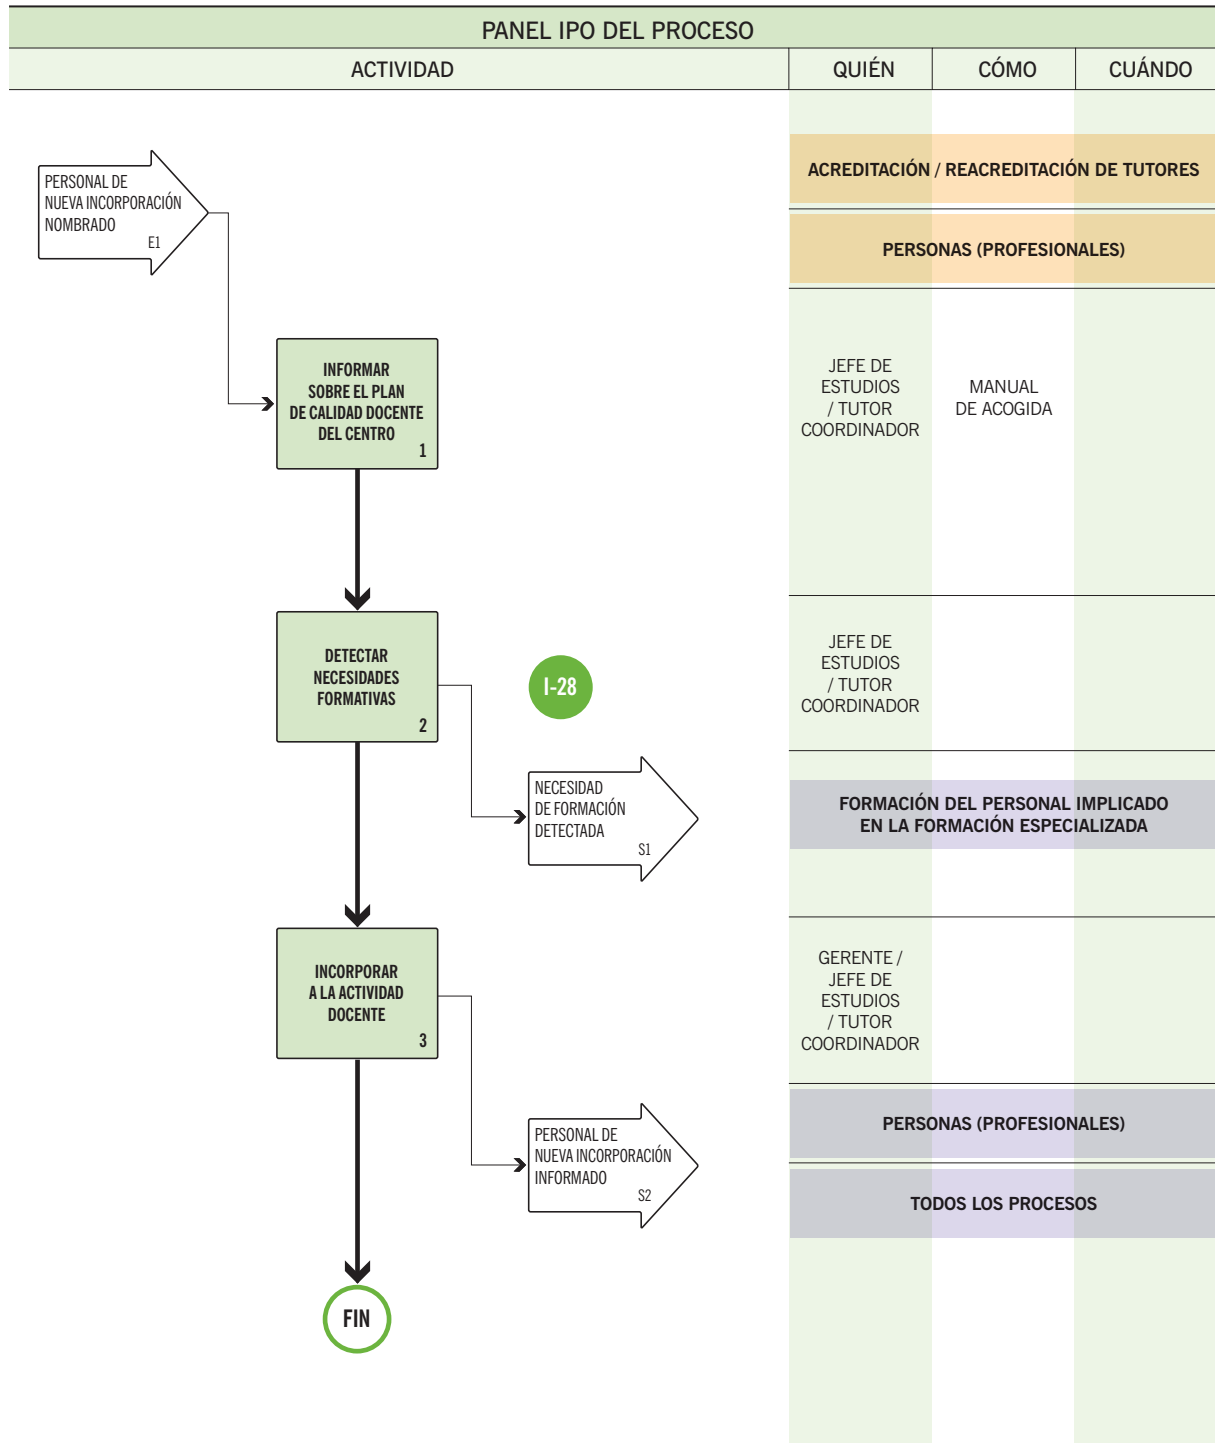 PANEL IPO DEL PROCESO
ACTIVIDAD
QUIÉN
CÓMO
CUÁNDO
PERSONAL DE
NUEVA INCORPORACIÓN
NOMBRADO
E1
ACREDITACIÓN / REACREDITACIÓN DE TUTORES
PERSONAS (PROFESIONALES)
INFORMAR
SOBRE EL PLAN
DE CALIDAD DOCENTE
DEL CENTRO
1
JEFE DE
ESTUDIOS
/ TUTOR
COORDINADOR
MANUAL
DE ACOGIDA
DETECTAR
NECESIDADES
FORMATIVAS
2
I-28
JEFE DE
ESTUDIOS
/ TUTOR
COORDINADOR
NECESIDAD
DE FORMACIÓN
DETECTADA
S1
FORMACIÓN DEL PERSONAL IMPLICADO
EN LA FORMACIÓN ESPECIALIZADA
INCORPORAR
A LA ACTIVIDAD
DOCENTE
3
GERENTE /
JEFE DE
ESTUDIOS
/ TUTOR
COORDINADOR
PERSONAL DE
NUEVA INCORPORACIÓN
INFORMADO
S2
PERSONAS (PROFESIONALES)
TODOS LOS PROCESOS
FIN